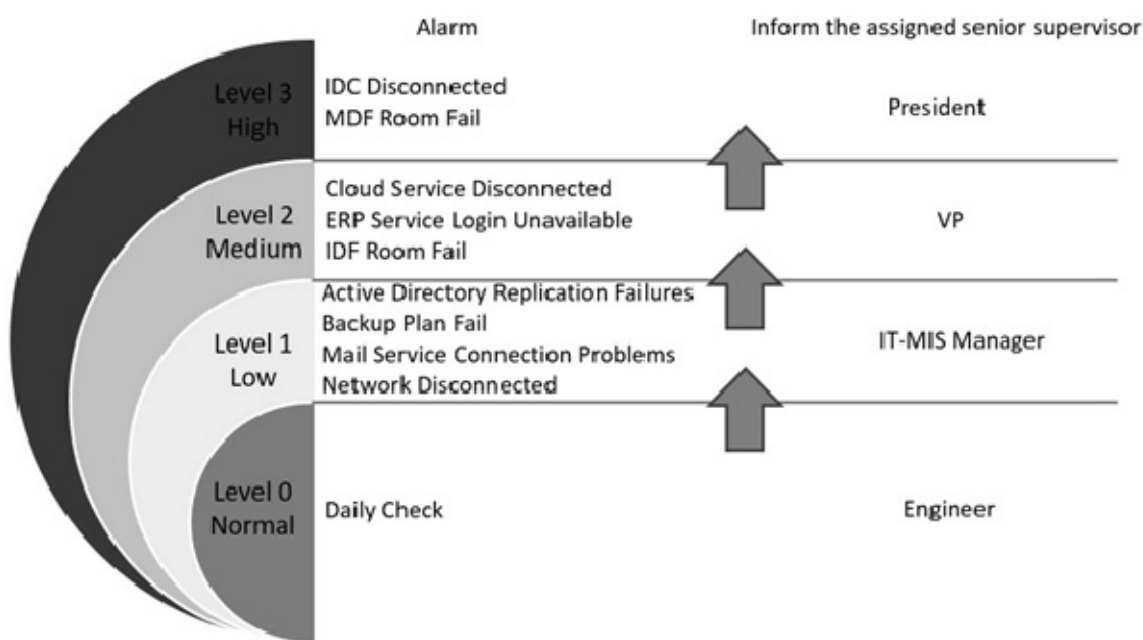 Alarm
Inform the assigned senior supervisor
Level 3
High
IDC Disconnected
MDF Room Fail
President
Level 2
Medium
Cloud Service Disconnected
ERP Service Login Unavailable
IDF Room Fail
VP
Level 1
Low
Active Directory Replication Failures
Backup Plan Fail
Mail Service Connection Problems
Network Disconnected
IT-MIS Manager
Level 0
Normal
Daily Check
Engineer